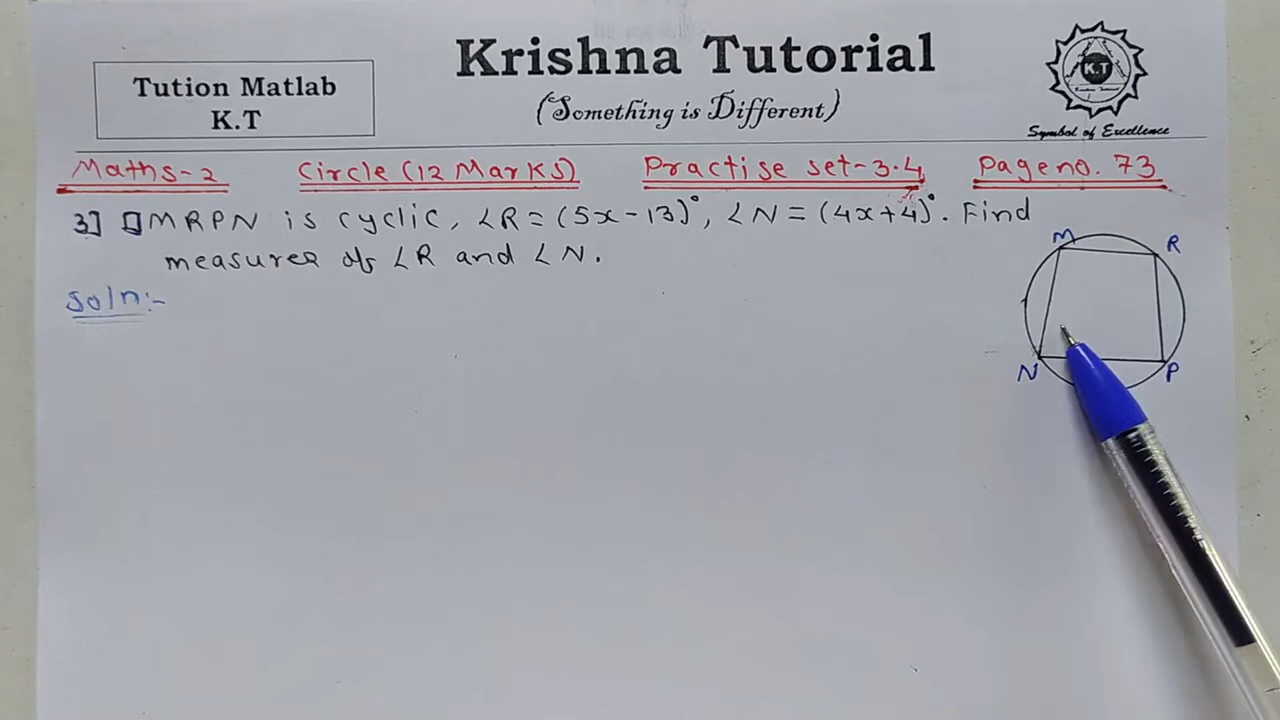 Krishna Tutorial
Tution Matlab
K.T
(Something is Different)
K.T
Symbol of Excellence
Maths-2 Circle (12 Marks) Practise set-3.4 Page no. 73
3] □MRPN is cyclic, ∠R = (5x-13)°, ∠N = (4x+4)°. Find
measures of ∠R and ∠N.
Soln:-
M
R
N
P